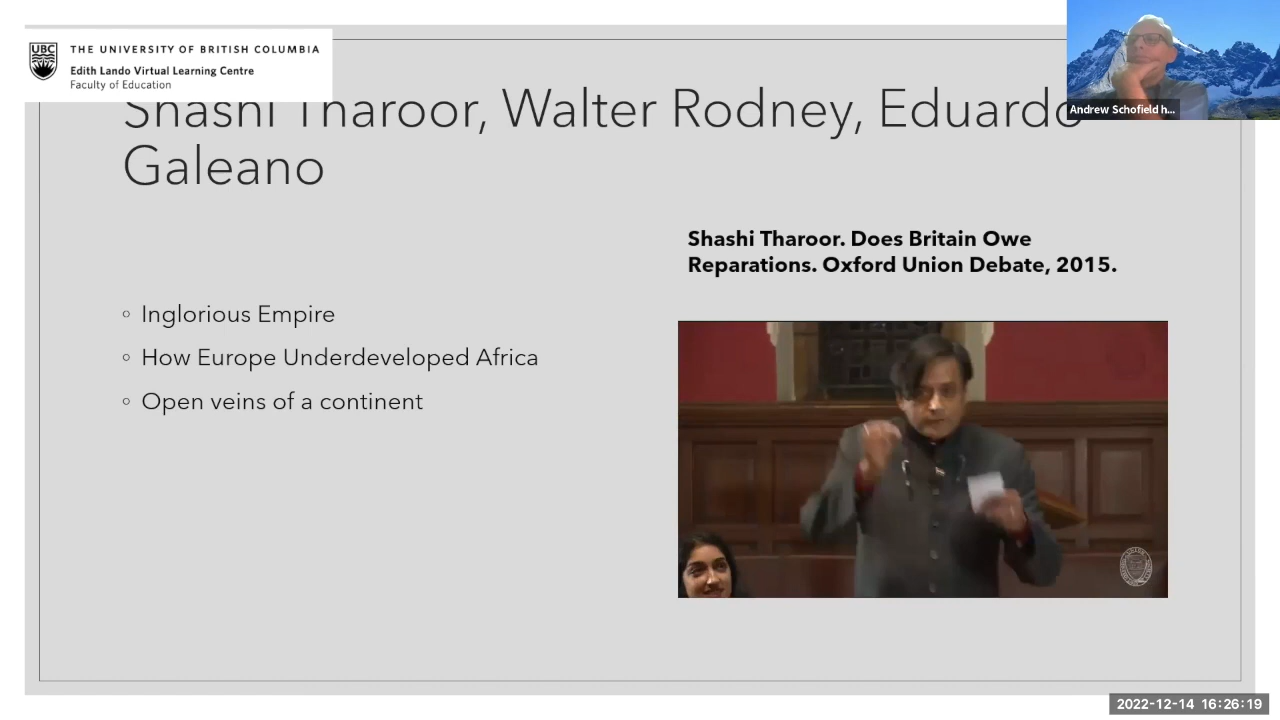 UBC
THE UNIVERSITY OF BRITISH COLUMBIA
Edith Lando Virtual Learning Centre
Faculty of Education
Andrew Schofield h...
Shashi Tharoor, Walter Rodney, Eduardo
Galeano
Shashi Tharoor. Does Britain Owe
Reparations. Oxford Union Debate, 2015.
◦ Inglorious Empire
◦ How Europe Underdeveloped Africa
◦ Open veins of a continent
2022-12-14 16:26:19